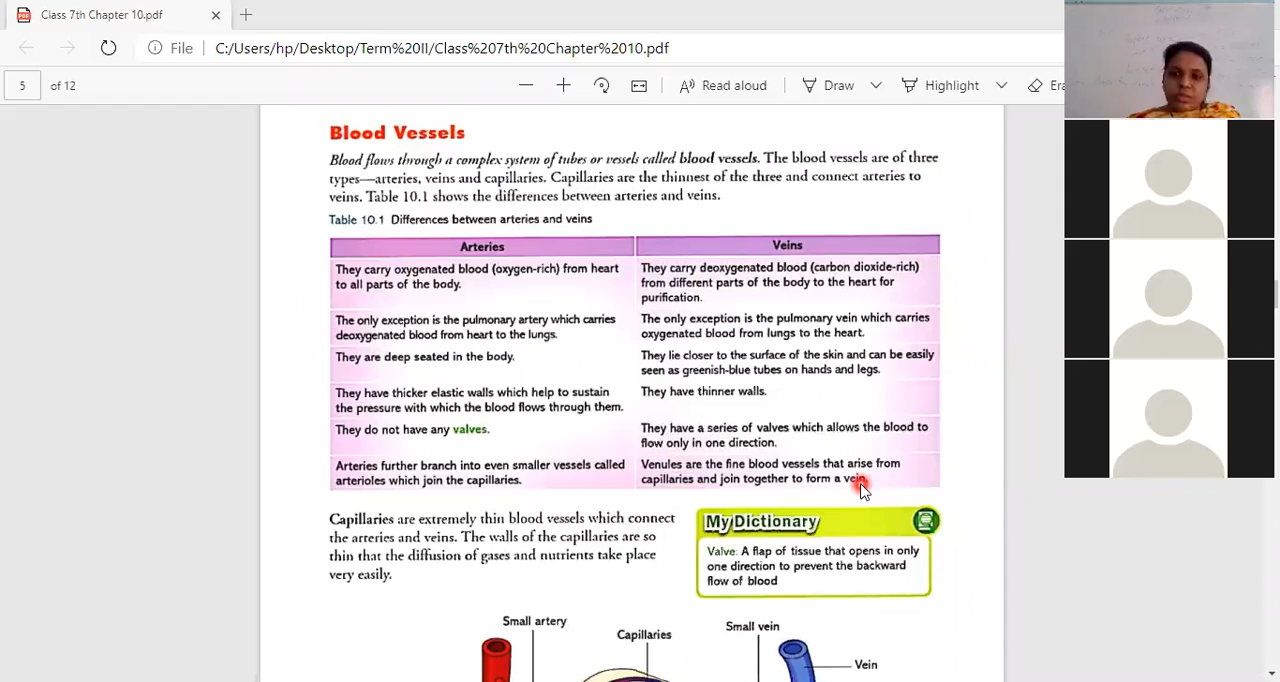 Class 7th Chapter 10.pdf
File
C:/Users/hp/Desktop/Term%20II/Class%207th%20Chapter%2010.pdf
5 of 12
Read aloud
Draw
Highlight
Blood Vessels
Blood flows through a complex system of tubes or vessels called blood vessels. The blood vessels are of three
types—arteries, veins and capillaries. Capillaries are the thinnest of the three and connect arteries to
veins. Table 10.1 shows the differences between arteries and veins.
Table 10.1 Differences between arteries and veins
Arteries
Veins
They carry oxygenated blood (oxygen-rich) from heart
to all parts of the body.
They carry deoxygenated blood (carbon dioxide-rich)
from different parts of the body to the heart for
purification.
The only exception is the pulmonary artery which carries
deoxygenated blood from heart to the lungs.
The only exception is the pulmonary vein which carries
oxygenated blood from lungs to the heart.
They are deep seated in the body.
They lie closer to the surface of the skin and can be easily
seen as greenish-blue tubes on hands and legs.
They have thicker elastic walls which help to sustain
the pressure with which the blood flows through them.
They have thinner walls.
They do not have any valves.
They have a series of valves which allows the blood to
flow only in one direction.
Arteries further branch into even smaller vessels called
arterioles which join the capillaries.
Venules are the fine blood vessels that arise from
capillaries and join together to form a vein.
Capillaries are extremely thin blood vessels which connect
the arteries and veins. The walls of the capillaries are so
thin that the diffusion of gases and nutrients take place
very easily.
My Dictionary
Valve: A flap of tissue that opens in only
one direction to prevent the backward
flow of blood
Small artery
Capillaries
Small vein
Vein